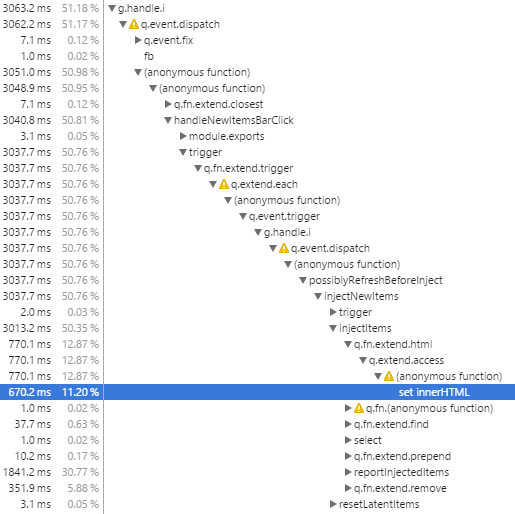 3063.2 ms 51.18 % g.handle.i
3062.2 ms 51.17 % q.event.dispatch
7.1 ms 0.12 % q.event.fix
1.0 ms 0.02 % fb
3051.0 ms 50.98 % (anonymous function)
3048.9 ms 50.95 % (anonymous function)
7.1 ms 0.12 % q.fn.extend.closest
3040.8 ms 50.81 % handleNewItemsBarClick
3.1 ms 0.05 % module.exports
3037.7 ms 50.76 % trigger
3037.7 ms 50.76 % q.fn.extend.trigger
3037.7 ms 50.76 % q.extend.each
3037.7 ms 50.76 % (anonymous function)
3037.7 ms 50.76 % q.event.trigger
3037.7 ms 50.76 % g.handle.i
3037.7 ms 50.76 % q.event.dispatch
3037.7 ms 50.76 % (anonymous function)
3037.7 ms 50.76 % possiblyRefreshBeforeInject
3037.7 ms 50.76 % injectNewItems
2.0 ms 0.03 % trigger
3013.2 ms 50.35 % injectItems
770.1 ms 12.87 % q.fn.extend.html
770.1 ms 12.87 % q.extend.access
770.1 ms 12.87 % (anonymous function)
670.2 ms 11.20 % set innerHTML
1.0 ms 0.02 % q.fn.(anonymous function)
37.7 ms 0.63 % q.fn.extend.find
1.0 ms 0.02 % select
10.2 ms 0.17 % q.fn.extend.prepend
1841.2 ms 30.77 % reportInjectedItems
351.9 ms 5.88 % q.fn.extend.remove
3.1 ms 0.05 % resetLatentItems